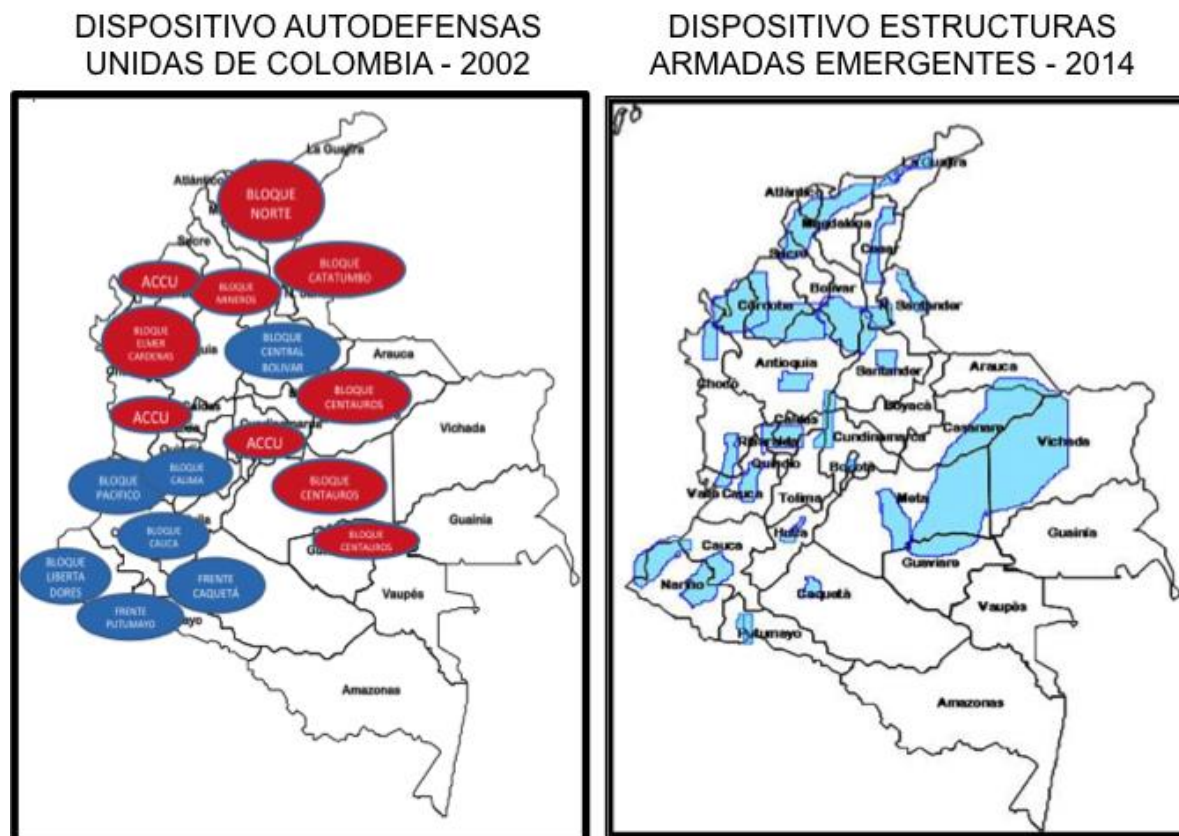 DISPOSITIVO AUTODEFENSAS
UNIDAS DE COLOMBIA - 2002
La Guajira
Atlántico
BLOQUE
NORTE
Sucre
BLOQUE
CATATUMBO
ACCU
BLOQUE
MINEROS
BLOQUE
ELMER
CARDENAS
BLOQUE
CENTRAL
BOLIVAR
Arauca
BLOQUE
CENTAUROS
ACCU
Vichada
ACCU
BLOQUE
PACIFICO
BLOQUE
CALIMA
BLOQUE
CENTAUROS
Guainía
BLOQUE
CAUCA
BLOQUE
CENTAUROS
BLOQUE
LIBERTA
DORES
FRENTE
CAQUETÁ
Vaupés
FRENTE
PUTUMAYO
Amazonas
DISPOSITIVO ESTRUCTURAS
ARMADAS EMERGENTES - 2014
La Guajira
Atlántico
Magdalena
Sucre
Cesar
Bolívar
N. Santander
Córdoba
Antioquia
Santander
Arauca
Chocó
Boyacá
Caldas
Casanare
Cundinamarca
Vichada
Risaralda
Quindío
Bogotá
Valle Cauca
Tolima
Meta
Guainía
Huila
Cauca
Guaviare
Nariño
Caquetá
Vaupés
Putumayo
Amazonas